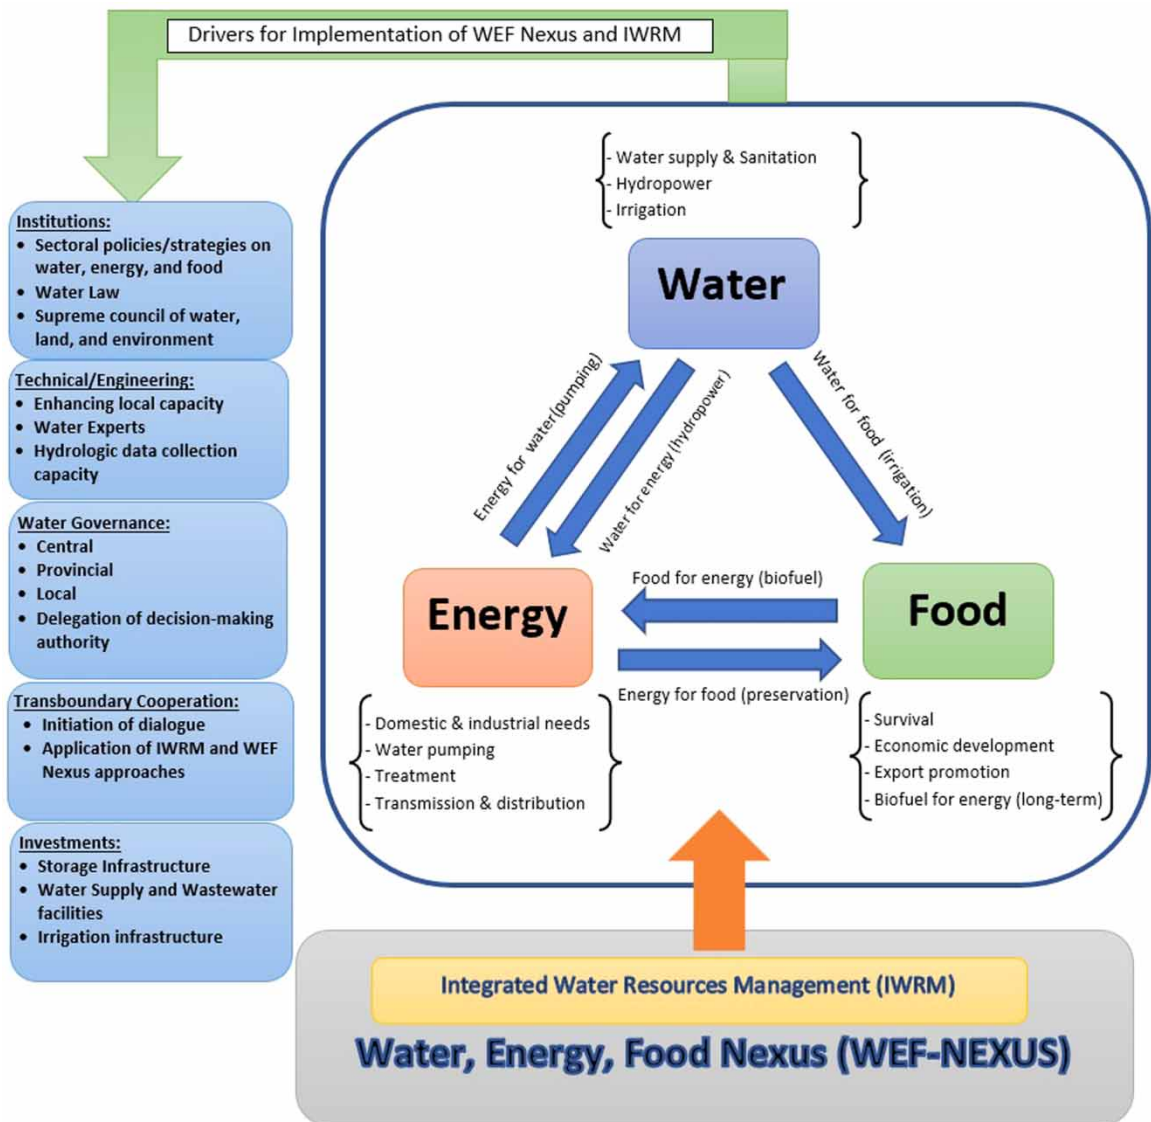 Drivers for Implementation of WEF Nexus and IWRM
Institutions:
• Sectoral policies/strategies on
water, energy, and food
• Water Law
• Supreme council of water,
land, and environment
Technical/Engineering:
• Enhancing local capacity
• Water Experts
• Hydrologic data collection
capacity
Water Governance:
• Central
• Provincial
• Local
• Delegation of decision-making
authority
Transboundary Cooperation:
• Initiation of dialogue
• Application of IWRM and WEF
Nexus approaches
Investments:
• Storage Infrastructure
• Water Supply and Wastewater
facilities
• Irrigation infrastructure
- Water supply & Sanitation
- Hydropower
- Irrigation
Water
Energy for water(pumping)
Water for energy(hydropower)
Water for food (irrigation)
Energy
Food for energy (biofuel)
Energy for food (preservation)
Food
- Domestic & industrial needs
- Water pumping
- Treatment
- Transmission & distribution
- Survival
- Economic development
- Export promotion
- Biofuel for energy (long-term)
Integrated Water Resources Management (IWRM)
Water, Energy, Food Nexus (WEF-NEXUS)